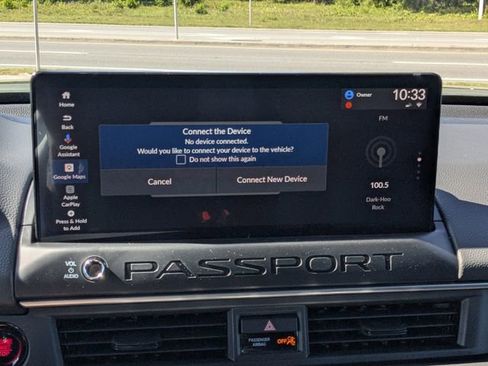 Home
Back
Google
Assistant
Google Maps
Apple
CarPlay
Press & Hold
to Add
Connect the Device
No device connected.
Would you like to connect your device to the vehicle?
Do not show this again
Cancel
Connect New Device
Owner
10:33
FM
100.5
Dark-Hoo
Rock
VOL
AUDIO
PASSPORT
PASSENGER
AIRBAG
OFF